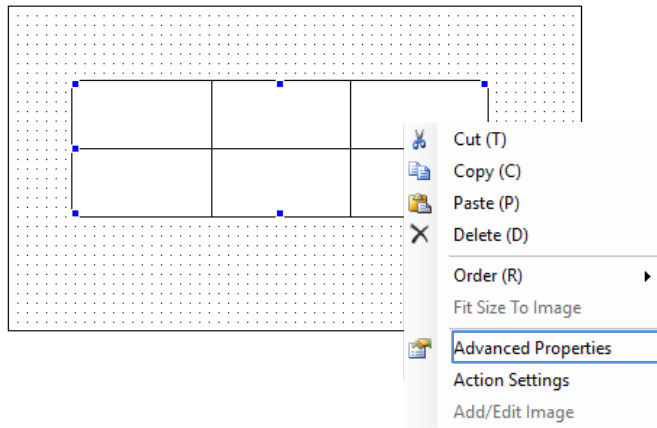 Cut (T)
Copy (C)
Paste (P)
Delete (D)
Order (R)
Fit Size To Image
Advanced Properties
Action Settings
Add/Edit Image